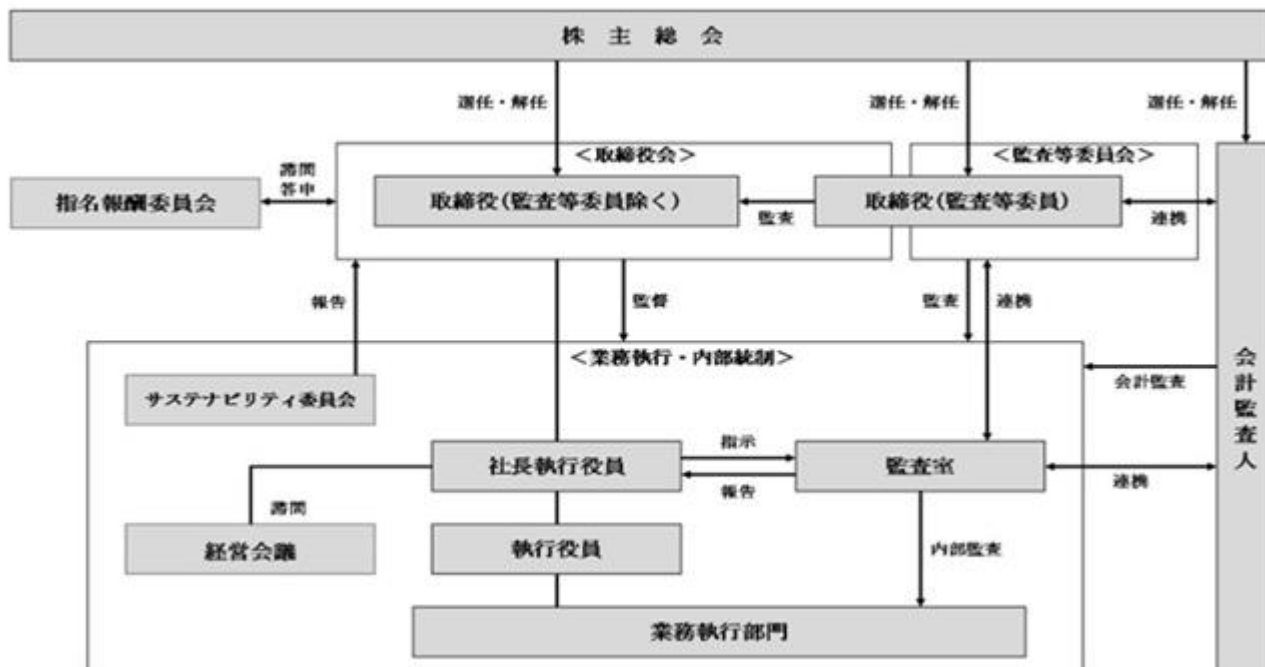 株主総会
選任・解任
選任・解任
選任・解任
＜取締役会＞
＜監査等委員会＞
諮問
答申
指名報酬委員会
取締役(監査等委員除く)
監査
取締役(監査等委員)
連携
報告
監督
監査
連携
＜業務執行・内部統制＞
サステナビリティ委員会
会計監査
会計監査人
社長執行役員
指示
報告
監査室
連携
諮問
経営会議
執行役員
内部監査
業務執行部門